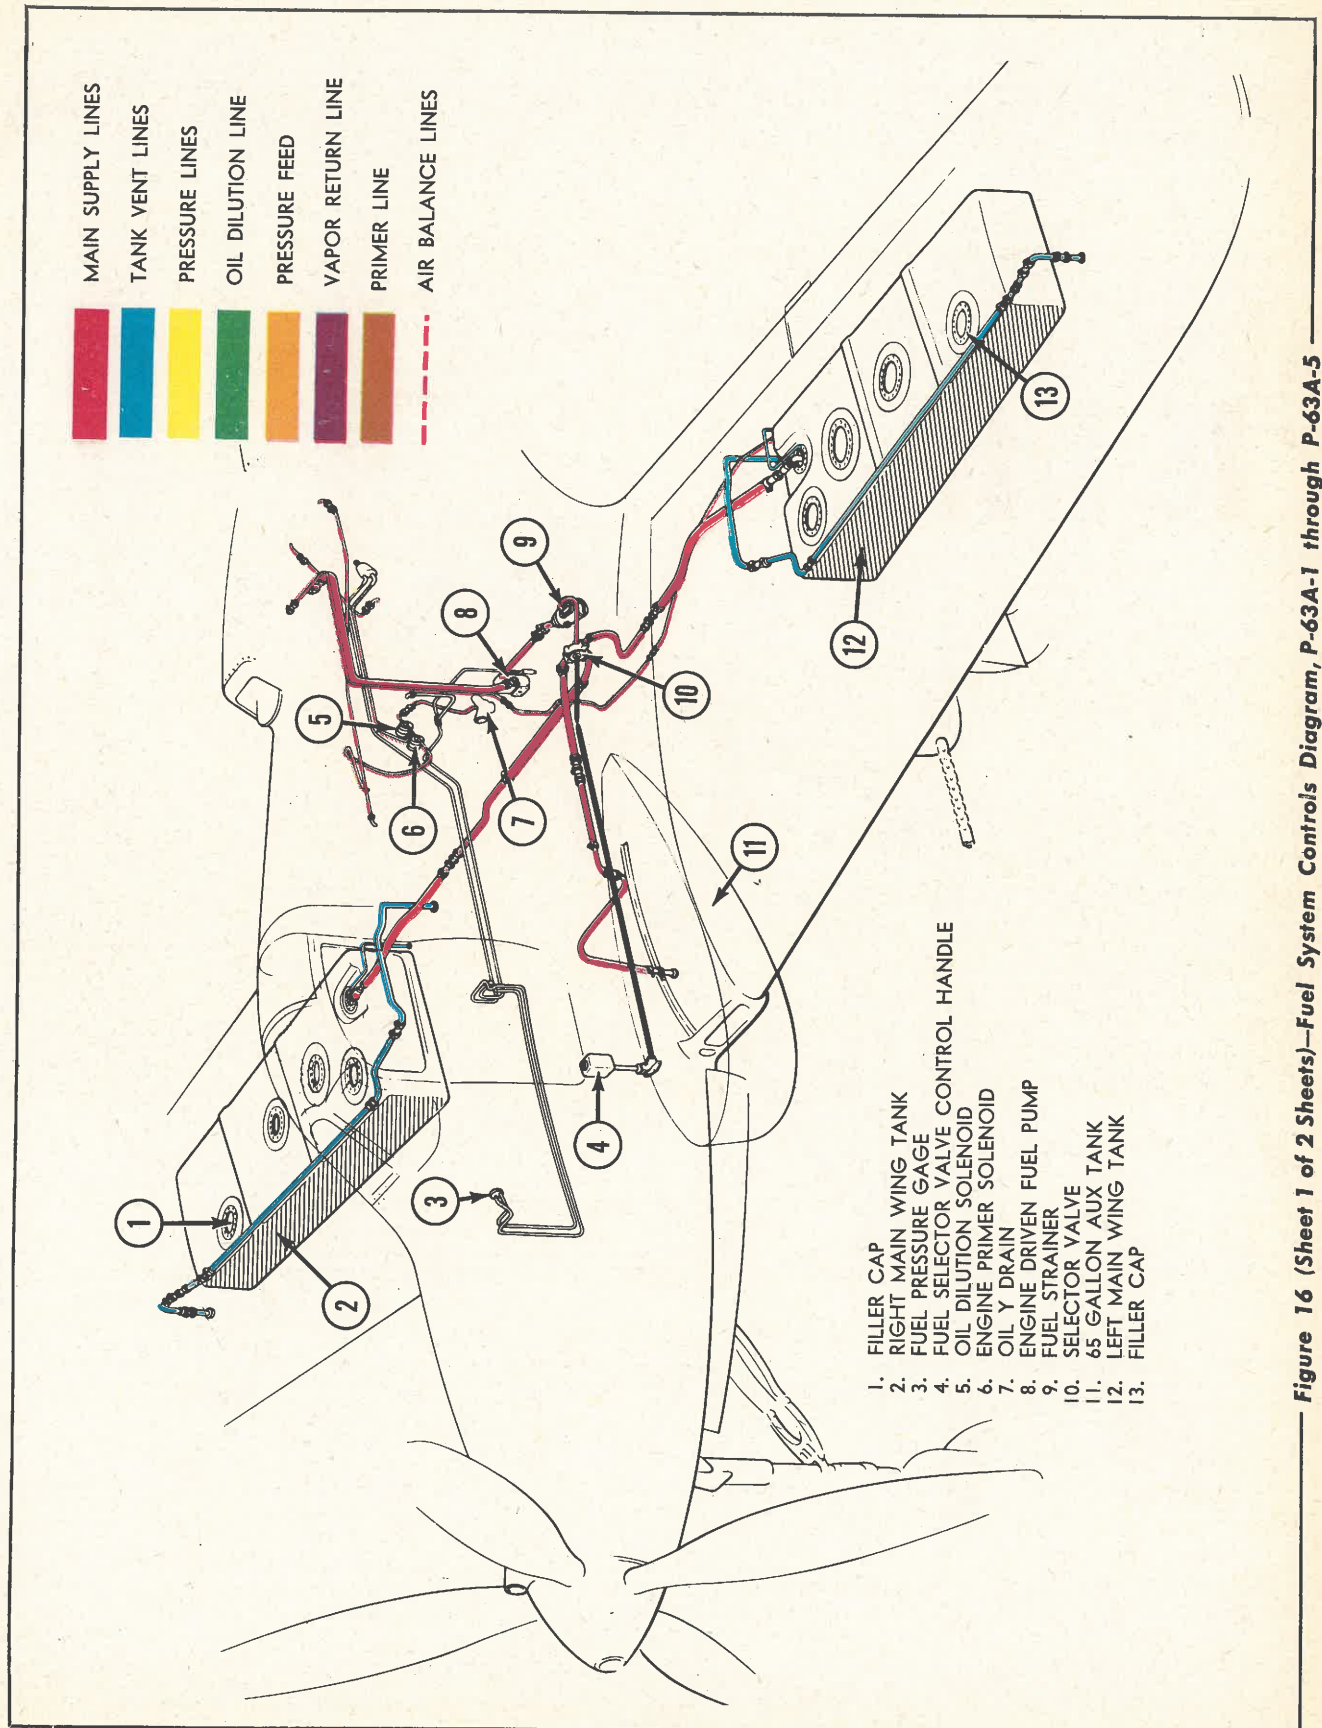 MAIN SUPPLY LINES
TANK VENT LINES
PRESSURE LINES
OIL DILUTION LINE
PRESSURE FEED
VAPOR RETURN LINE
PRIMER LINE
AIR BALANCE LINES
1
2
3
4
5
6
7
8
9
10
11
12
13
1. FILLER CAP
2. RIGHT MAIN WING TANK
3. FUEL PRESSURE GAGE
4. FUEL SELECTOR VALVE CONTROL HANDLE
5. OIL DILUTION SOLENOID
6. ENGINE PRIMER SOLENOID
7. OIL Y DRAIN
8. ENGINE DRIVEN FUEL PUMP
9. FUEL STRAINER
10. SELECTOR VALVE
11. 65 GALLON AUX TANK
12. LEFT MAIN WING TANK
13. FILLER CAP
Figure 16 (Sheet 1 of 2 Sheets)—Fuel System Controls Diagram, P-63A-1 through P-63A-5